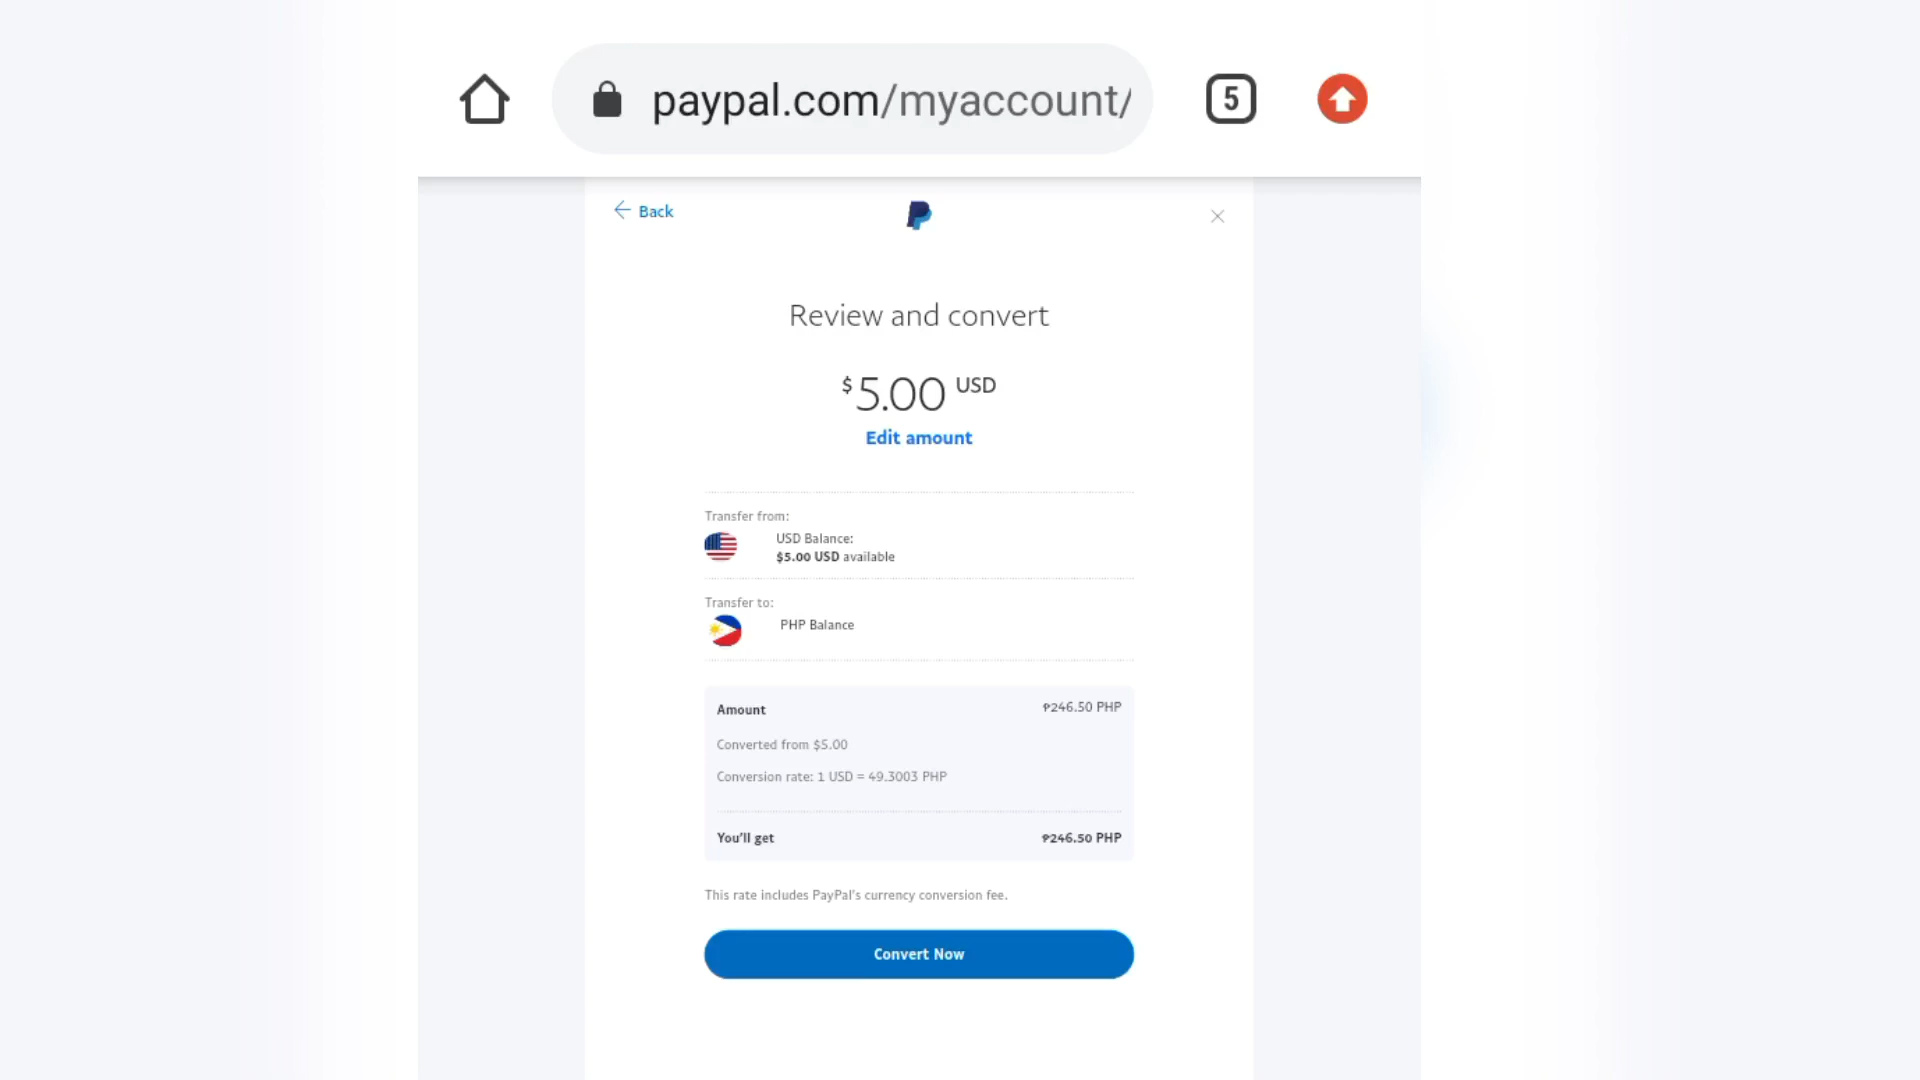 paypal.com/myaccount/
5
Back
Review and convert
$5.00 USD
Edit amount
Transfer from:
USD Balance:
$5.00 USD available
Transfer to:
PHP Balance
Amount ₱246.50 PHP
Converted from $5.00
Conversion rate: 1 USD = 49.3003 PHP
You'll get ₱246.50 PHP
This rate includes PayPal's currency conversion fee.
Convert Now